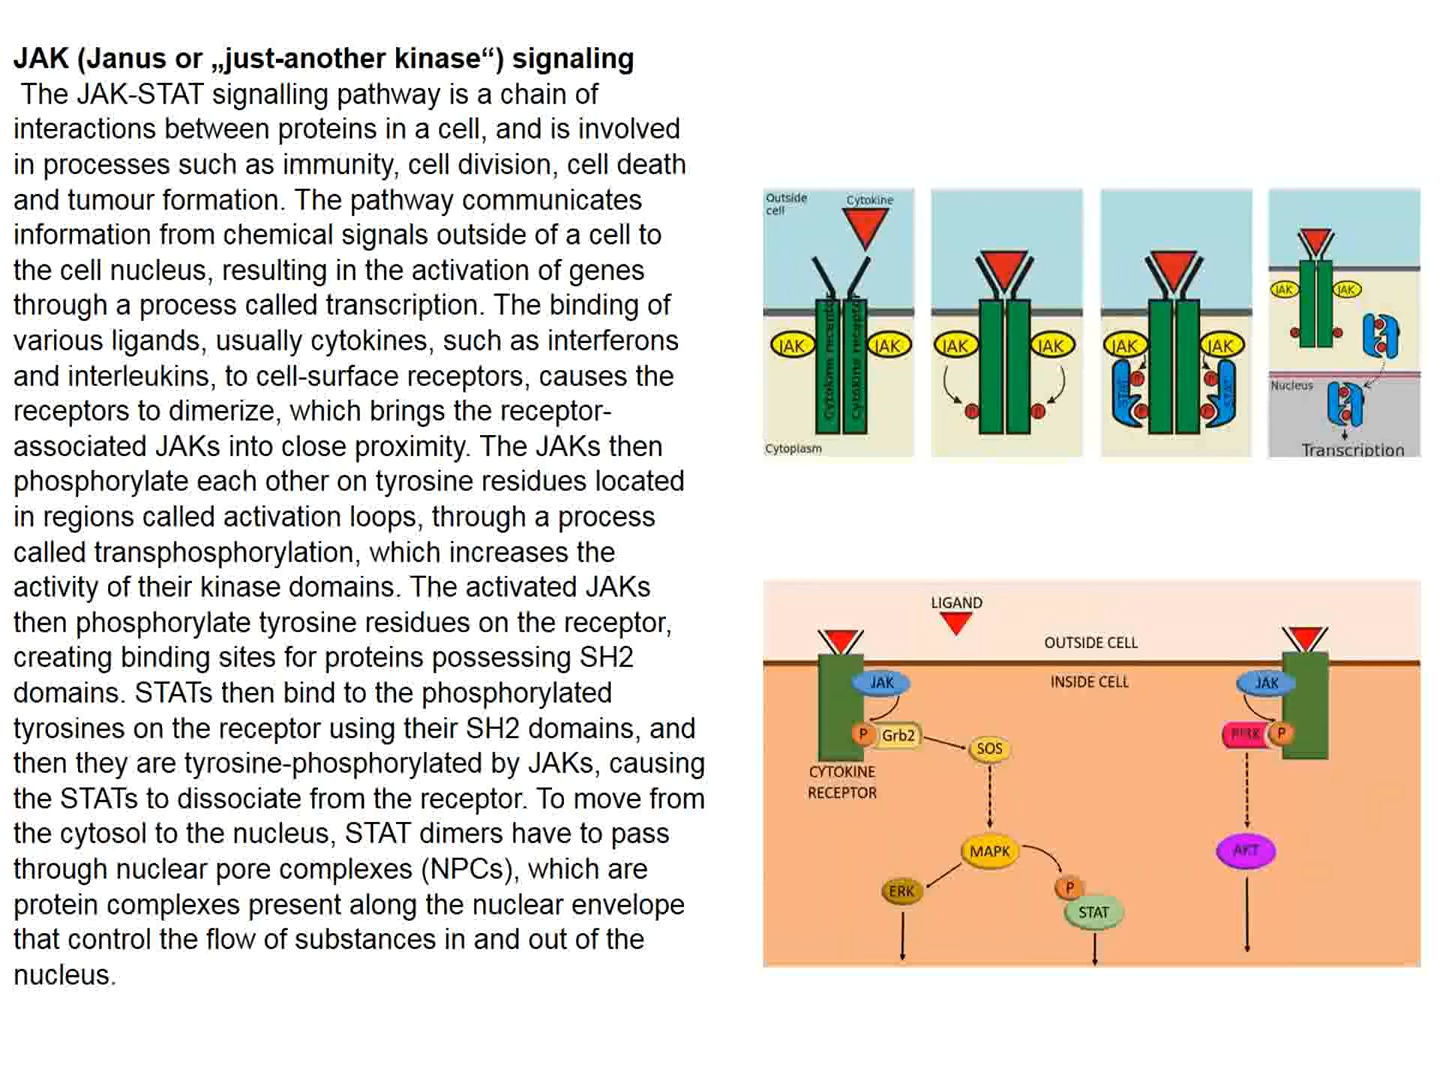 JAK (Janus or „just-another kinase“) signaling
The JAK-STAT signalling pathway is a chain of
interactions between proteins in a cell, and is involved
in processes such as immunity, cell division, cell death
and tumour formation. The pathway communicates
information from chemical signals outside of a cell to
the cell nucleus, resulting in the activation of genes
through a process called transcription. The binding of
various ligands, usually cytokines, such as interferons
and interleukins, to cell-surface receptors, causes the
receptors to dimerize, which brings the receptor-
associated JAKs into close proximity. The JAKs then
phosphorylate each other on tyrosine residues located
in regions called activation loops, through a process
called transphosphorylation, which increases the
activity of their kinase domains. The activated JAKs
then phosphorylate tyrosine residues on the receptor,
creating binding sites for proteins possessing SH2
domains. STATs then bind to the phosphorylated
tyrosines on the receptor using their SH2 domains, and
then they are tyrosine-phosphorylated by JAKs, causing
the STATs to dissociate from the receptor. To move from
the cytosol to the nucleus, STAT dimers have to pass
through nuclear pore complexes (NPCs), which are
protein complexes present along the nuclear envelope
that control the flow of substances in and out of the
nucleus.
Outside
cell
Cytokine
JAK
JAK
Cytokine receptor
Cytokine receptor
Cytoplasm
JAK
JAK
P
P
JAK
JAK
STAT
STAT
P
P
P
P
JAK
JAK
Nucleus
Transcription
LIGAND
OUTSIDE CELL
INSIDE CELL
JAK
P
Grb2
SOS
CYTOKINE
RECEPTOR
MAPK
ERK
P
STAT
JAK
P
AKT